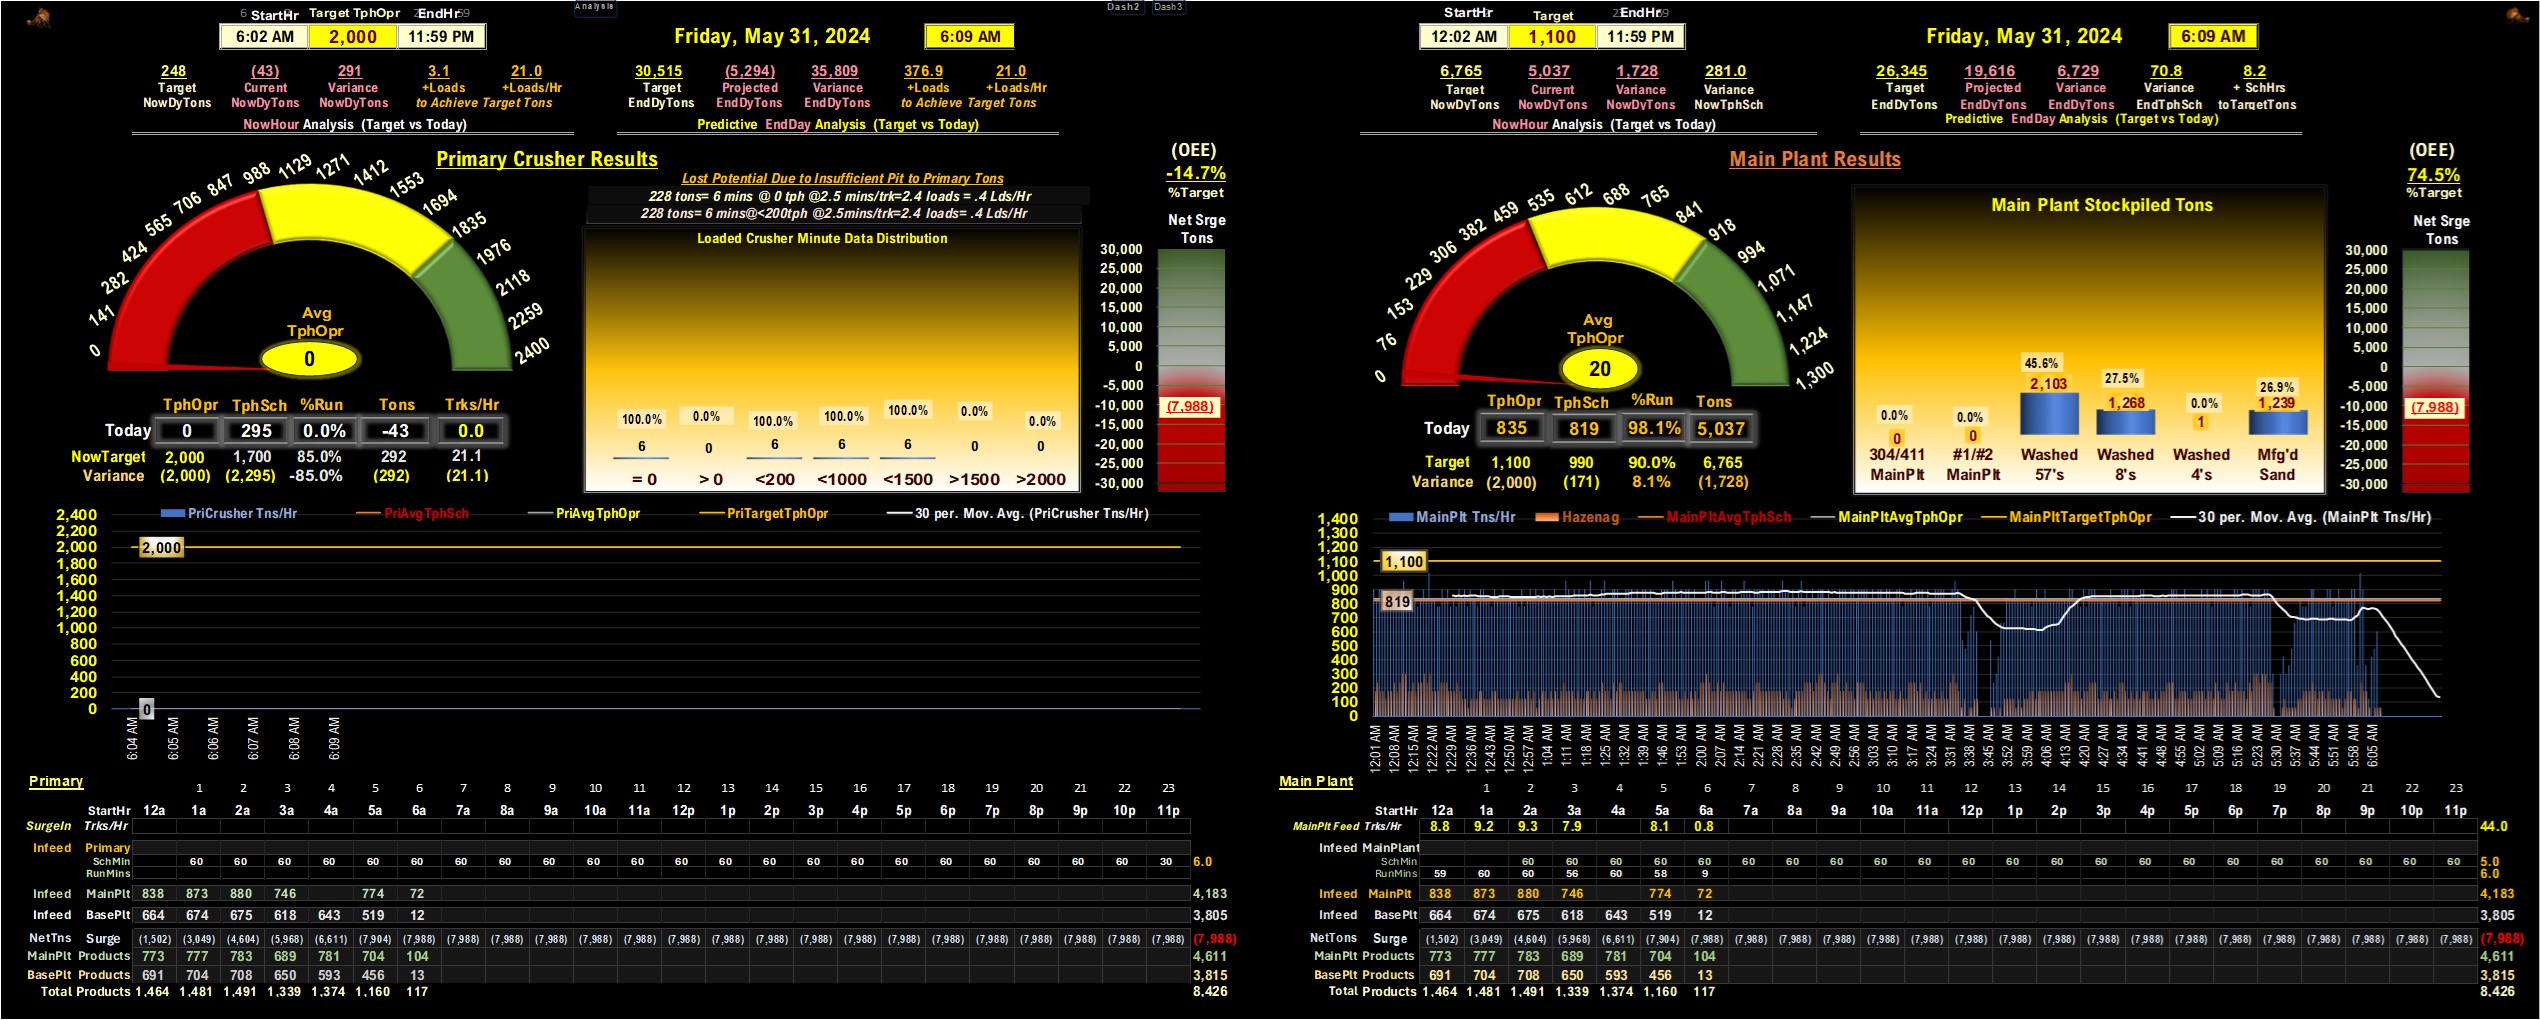 StartHr Target TphOpr EndHr
6:02 AM 2,000 11:59 PM
Analysis
Dash2 Dash3
Friday, May 31, 2024 6:09 AM
248 (43) 291 3.1 21.0
Target Current Variance +Loads +Loads/Hr
NowDyTons NowDyTons NowDyTons to Achieve Target Tons
NowHour Analysis (Target vs Today)
30,515 (5,294) 35,809 376.9 21.0
Target Projected Variance +Loads +Loads/Hr
EndDyTons EndDyTons EndDyTons to Achieve Target Tons
Predictive EndDay Analysis (Target vs Today)
Primary Crusher Results
Lost Potential Due to Insufficient Pit to Primary Tons
228 tons= 6 mins @ 0 tph @2.5 mins/trk=2.4 loads = .4 Lds/Hr
228 tons= 6 mins@<200tph @2.5mins/trk=2.4 loads= .4 Lds/Hr
(OEE)
-14.7%
%Target
Net Srge
Tons
0 141 282 424 565 706 847 988 1129 1271 1412 1553 1694 1835 1976 2118 2259 2400
Avg
TphOpr
0
Loaded Crusher Minute Data Distribution
100.0% 0.0% 100.0% 100.0% 100.0% 0.0% 0.0%
6 0 6 6 6 0 0
= 0 > 0 <200 <1000 <1500 >1500 >2000
30,000
25,000
20,000
15,000
10,000
5,000
0
-5,000
-10,000
(7,988)
-15,000
-20,000
-25,000
-30,000
TphOpr TphSch %Run Tons Trks/Hr
Today 0 295 0.0% -43 0.0
NowTarget 2,000 1,700 85.0% 292 21.1
Variance (2,000) (2,295) -85.0% (292) (21.1)
PriCrusher Tns/Hr PriAvgTphSch PriAvgTphOpr PriTargetTphOpr 30 per. Mov. Avg. (PriCrusher Tns/Hr)
2,400
2,200
2,000
1,800
1,600
1,400
1,200
1,000
800
600
400
200
0
2,000
0
6:04 AM 6:05 AM 6:06 AM 6:07 AM 6:08 AM 6:09 AM
Primary
1 2 3 4 5 6 7 8 9 10 11 12 13 14 15 16 17 18 19 20 21 22 23
StartHr 12a 1a 2a 3a 4a 5a 6a 7a 8a 9a 10a 11a 12p 1p 2p 3p 4p 5p 6p 7p 8p 9p 10p 11p
SurgeIn Trks/Hr
Infeed Primary
SchMin 60 60 60 60 60 60 60 60 60 60 60 60 60 60 60 60 60 60 60 60 60 60 30 6.0
RunMins
Infeed MainPlt 838 873 880 746 774 72 4,183
Infeed BasePlt 664 674 675 618 643 519 12 3,805
NetTns Surge (1,502) (3,049) (4,604) (5,968) (6,611) (7,904) (7,988) (7,988) (7,988) (7,988) (7,988) (7,988) (7,988) (7,988) (7,988) (7,988) (7,988) (7,988) (7,988) (7,988) (7,988) (7,988) (7,988) (7,988) (7,988)
MainPlt Products 773 777 783 689 781 704 104 4,611
BasePlt Products 691 704 708 650 593 456 13 3,815
Total Products 1,464 1,481 1,491 1,339 1,374 1,160 117 8,426
StartHr Target EndHr
12:02 AM 1,100 11:59 PM
Friday, May 31, 2024 6:09 AM
6,765 5,037 1,728 281.0
Target Current Variance Variance
NowDyTons NowDyTons NowDyTons NowTphSch
NowHour Analysis (Target vs Today)
26,345 19,616 6,729 70.8 8.2
Target Projected Variance Variance + SchHrs
EndDyTons EndDyTons EndDyTons EndTphSch toTargetTons
Predictive EndDay Analysis (Target vs Today)
Main Plant Results
(OEE)
74.5%
%Target
Net Srge
Tons
0 76 153 229 306 382 459 535 612 688 765 841 918 994 1,071 1,147 1,224 1,300
Avg
TphOpr
20
Main Plant Stockpiled Tons
0.0% 0.0% 45.6% 27.5% 0.0% 26.9%
0 0 2,103 1,268 1 1,239
304/411 #1/#2 Washed Washed Washed Mfg'd
MainPlt MainPlt 57's 8's 4's Sand
30,000
25,000
20,000
15,000
10,000
5,000
0
-5,000
-10,000
(7,988)
-15,000
-20,000
-25,000
-30,000
TphOpr TphSch %Run Tons
Today 835 819 98.1% 5,037
Target 1,100 990 90.0% 6,765
Variance (2,000) (171) 8.1% (1,728)
MainPlt Tns/Hr Hazenag MainPltAvgTphSch MainPltAvgTphOpr MainPltTargetTphOpr 30 per. Mov. Avg. (MainPlt Tns/Hr)
1,400
1,300
1,200
1,100
1,000
900
800
700
600
500
400
300
200
100
0
1,100
819
12:01 AM 12:08 AM 12:15 AM 12:22 AM 12:29 AM 12:36 AM 12:43 AM 12:50 AM 12:57 AM 1:04 AM 1:11 AM 1:18 AM 1:25 AM 1:32 AM 1:39 AM 1:46 AM 1:53 AM 2:00 AM 2:07 AM 2:14 AM 2:21 AM 2:28 AM 2:35 AM 2:42 AM 2:49 AM 2:56 AM 3:03 AM 3:10 AM 3:17 AM 3:24 AM 3:31 AM 3:38 AM 3:45 AM 3:52 AM 3:59 AM 4:06 AM 4:13 AM 4:20 AM 4:27 AM 4:34 AM 4:41 AM 4:48 AM 4:55 AM 5:02 AM 5:09 AM 5:16 AM 5:23 AM 5:30 AM 5:37 AM 5:44 AM 5:51 AM 5:58 AM 6:05 AM
Main Plant
1 2 3 4 5 6 7 8 9 10 11 12 13 14 15 16 17 18 19 20 21 22 23
StartHr 12a 1a 2a 3a 4a 5a 6a 7a 8a 9a 10a 11a 12p 1p 2p 3p 4p 5p 6p 7p 8p 9p 10p 11p
MainPlt Feed Trks/Hr 8.8 9.2 9.3 7.9 8.1 0.8 44.0
Infeed MainPlant
SchMin 60 60 60 60 60 60 60 60 60 60 60 60 60 60 60 60 60 60 60 60 60 60 5.0
RunMins 59 60 60 56 60 58 9 6.0
Infeed MainPlt 838 873 880 746 774 72 4,183
Infeed BasePlt 664 674 675 618 643 519 12 3,805
NetTons Surge (1,502) (3,049) (4,604) (5,968) (6,611) (7,904) (7,988) (7,988) (7,988) (7,988) (7,988) (7,988) (7,988) (7,988) (7,988) (7,988) (7,988) (7,988) (7,988) (7,988) (7,988) (7,988) (7,988) (7,988) (7,988)
MainPlt Products 773 777 783 689 781 704 104 4,611
BasePlt Products 691 704 708 650 593 456 13 3,815
Total Products 1,464 1,481 1,491 1,339 1,374 1,160 117 8,426